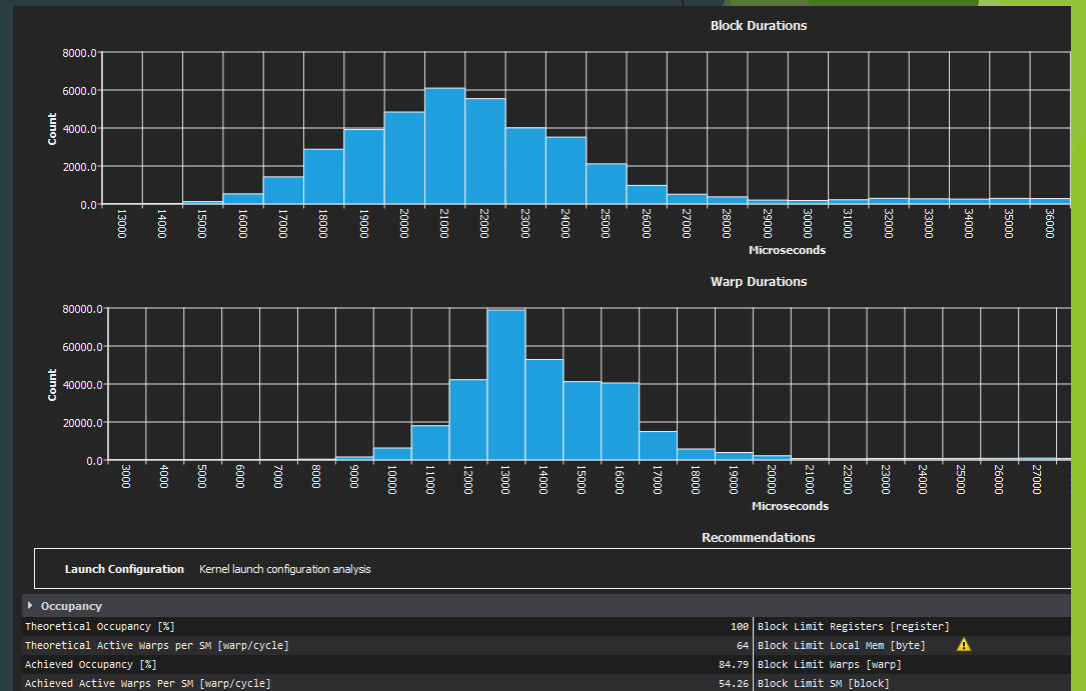 Block Durations
8000.0
6000.0
4000.0
2000.0
0.0
Count
13000 14000 15000 16000 17000 18000 19000 20000 21000 22000 23000 24000 25000 26000 27000 28000 29000 30000 31000 32000 33000 34000 35000 36000
Microseconds
Warp Durations
80000.0
60000.0
40000.0
20000.0
0.0
Count
3000 4000 5000 6000 7000 8000 9000 10000 11000 12000 13000 14000 15000 16000 17000 18000 19000 20000 21000 22000 23000 24000 25000 26000 27000
Microseconds
Recommendations
Launch Configuration Kernel launch configuration analysis
Occupancy
Theoretical Occupancy [%] 100 Block Limit Registers [register]
Theoretical Active Warps per SM [warp/cycle] 64 Block Limit Local Mem [byte]
Achieved Occupancy [%] 84.79 Block Limit Warps [warp]
Achieved Active Warps Per SM [warp/cycle] 54.26 Block Limit SM [block]